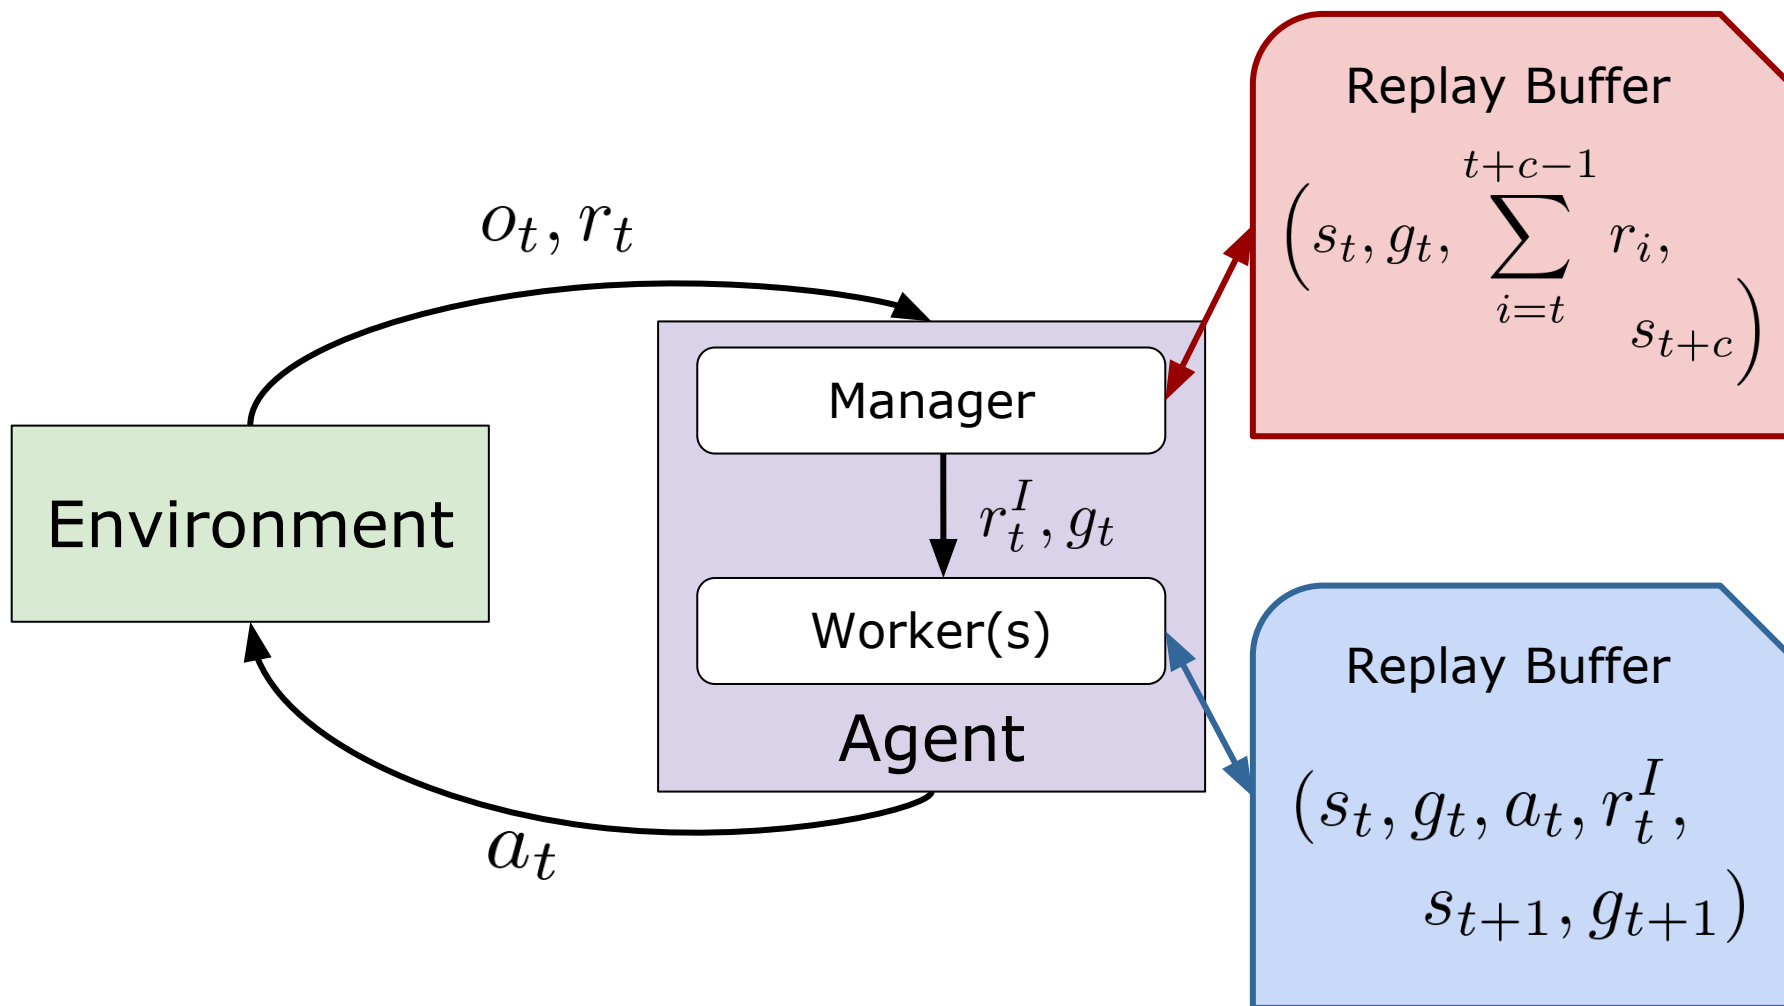 Replay Buffer
t+c−1
(s_t, g_t, ∑ r_i,
i=t
s_{t+c})
o_t, r_t
Manager
r_t^I, g_t
Environment
Worker(s)
Agent
a_t
Replay Buffer
(s_t, g_t, a_t, r_t^I,
s_{t+1}, g_{t+1})